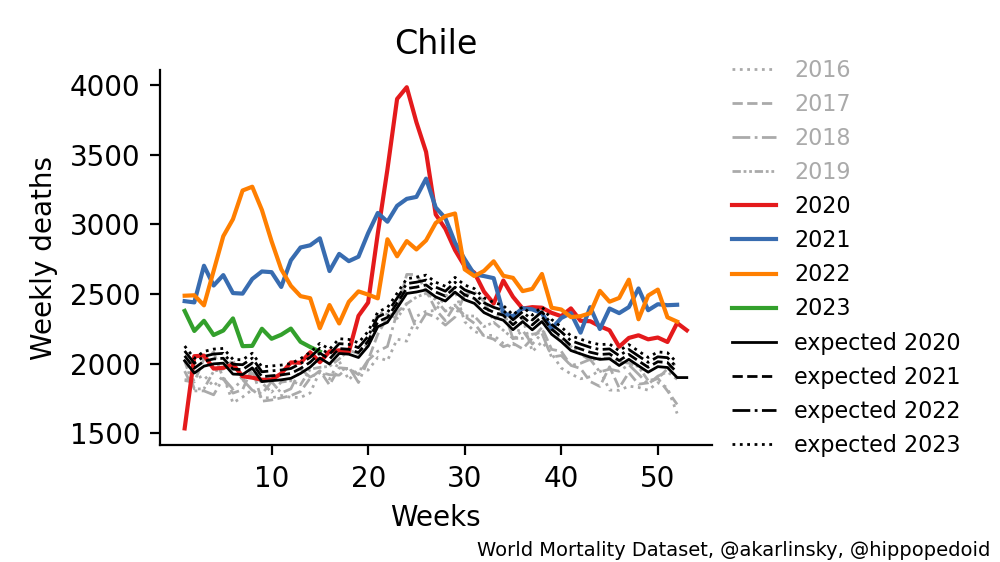 Chile
Weekly deaths
4000
3500
3000
2500
2000
1500
10 20 30 40 50
Weeks
2016
2017
2018
2019
2020
2021
2022
2023
expected 2020
expected 2021
expected 2022
expected 2023
World Mortality Dataset, @akarlinsky, @hippopedoid